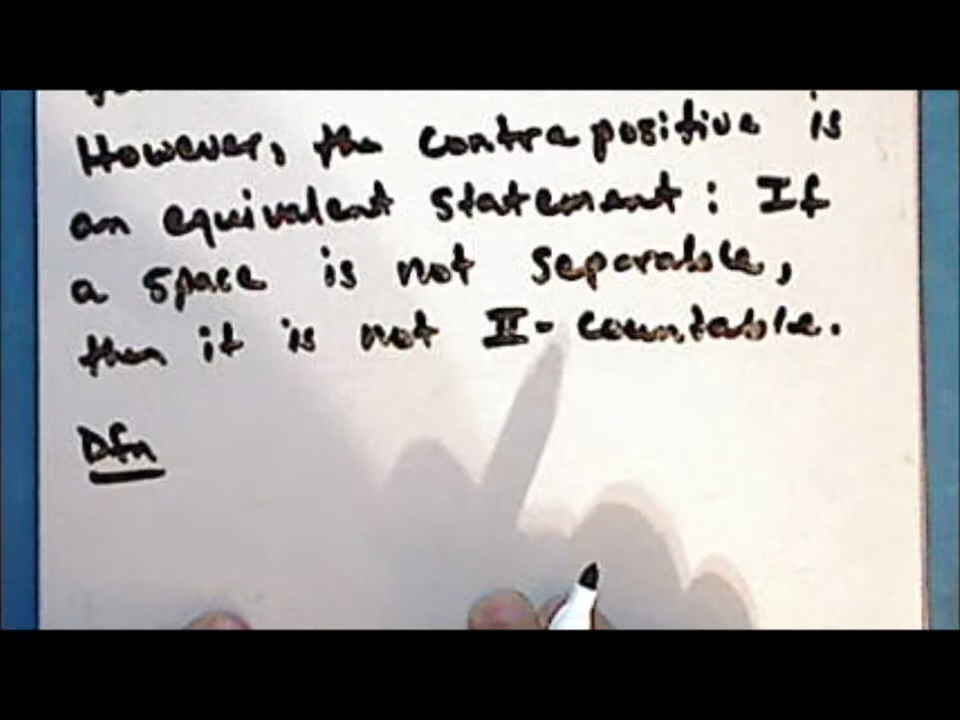 However, the contrapositive is
an equivalent statement: If
a space is not separable,
then it is not II-countable.
Dfn